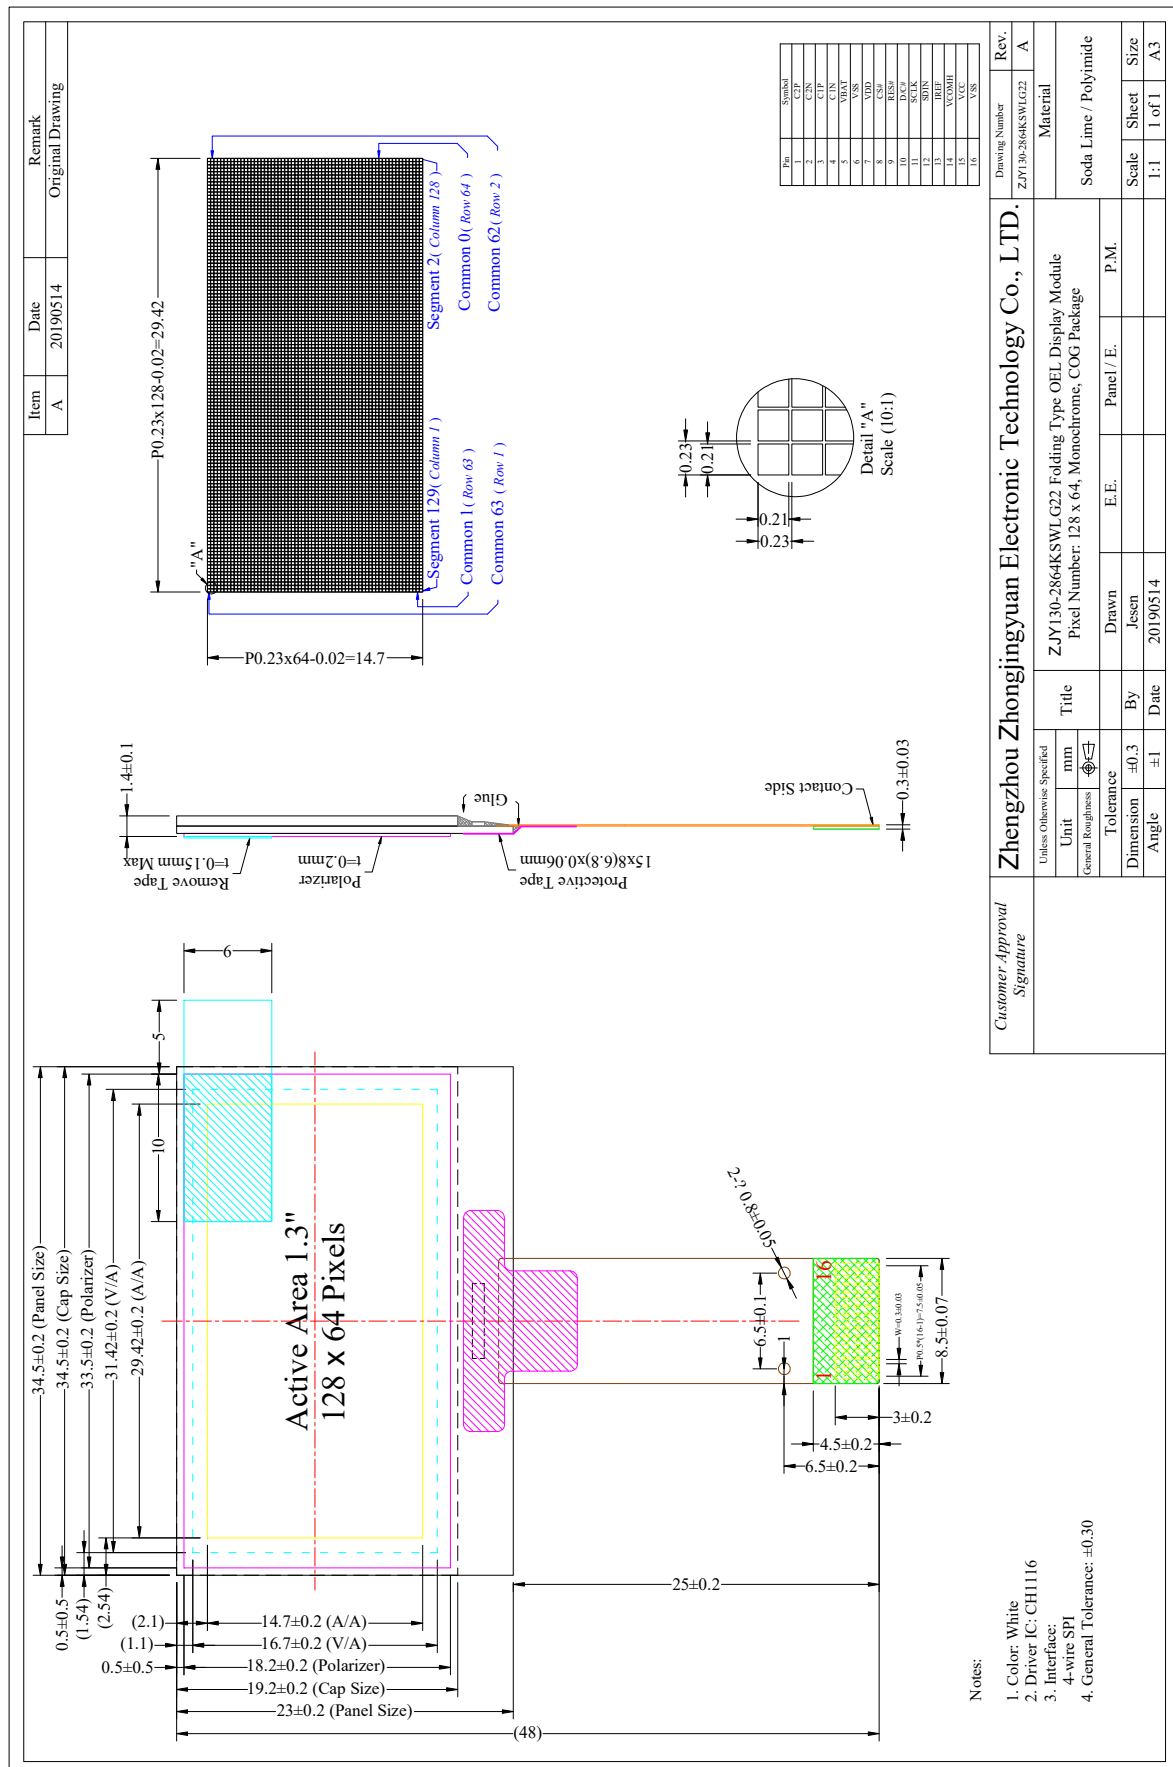 Item Date Remark
A 20190514 Original Drawing
34.5±0.2 (Panel Size)
34.5±0.2 (Cap Size)
33.5±0.2 (Polarizer)
31.42±0.2 (V/A)
29.42±0.2 (A/A)
0.5±0.5
(1.54)
(2.54)
10
5
6
(2.1)
14.7±0.2 (A/A)
(1.1)
16.7±0.2 (V/A)
0.5±0.5
18.2±0.2 (Polarizer)
19.2±0.2 (Cap Size)
23±0.2 (Panel Size)
(48)
25±0.2
Active Area 1.3"
128 x 64 Pixels
6.5±0.1
1
1
16
3±0.2
4.5±0.2
6.5±0.2
W=0.3±0.03
P0.5*(16-1)=7.5±0.05
8.5±0.07
1.4±0.1
Remove Tape
t=0.15mm Max
Polarizer
t=0.2mm
Protective Tape
15x8(6.8)x0.06mm
Glue
Contact Side
0.3±0.03
P0.23x128-0.02=29.42
P0.23x64-0.02=14.7
"A"
Segment 129( Column 1 )
Common 1( Row 63 )
Common 63 ( Row 1 )
Segment 2( Column 128 )
Common 0( Row 64 )
Common 62( Row 2 )
0.23
0.21
0.21
0.23
Detail "A"
Scale (10:1)
Pin Symbol
1 C2P
2 C2N
3 C1P
4 C1N
5 VBAT
6 VSS
7 VDD
8 CS#
9 RES#
10 D/C#
11 SCLK
12 SDIN
13 IREF
14 VCOMH
15 VCC
16 VSS
Notes:
1. Color: White
2. Driver IC: CH1116
3. Interface:
4-wire SPI
4. General Tolerance: ±0.30
Customer Approval
Signature
Zhengzhou Zhongjingyuan Electronic Technology Co., LTD.
Drawing Number Rev.
ZJY130-2864KSWLG22 A
Unless Otherwise Specified
Unit mm
General Roughness
Tolerance
Dimension ±0.3
Angle ±1
Title
ZJY130-2864KSWLG22 Folding Type OEL Display Module
Pixel Number: 128 x 64, Monochrome, COG Package
Material
Soda Lime / Polyimide
Drawn E.E. Panel / E. P.M.
By Jesen
Date 20190514
Scale Sheet Size
1:1 1 of 1 A3